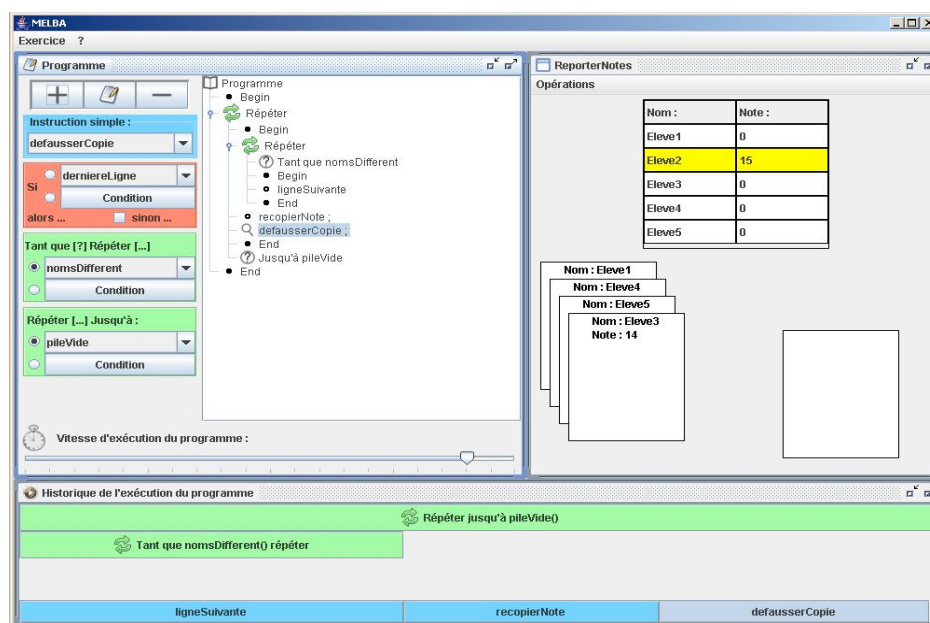 MELBA
Exercice ?
Programme
Instruction simple :
defausserCopie
Si
derniereLigne
Condition
alors ... sinon ...
Tant que [?] Répéter [...]
nomsDifferent
Condition
Répéter [...] Jusqu'à :
pileVide
Condition
Programme
Begin
Répéter
Begin
Répéter
Tant que nomsDifferent
Begin
ligneSuivante
End
recopierNote ;
defausserCopie ;
End
Jusqu'à pileVide
End
Vitesse d'exécution du programme :
ReporterNotes
Opérations
Nom : Note :
Eleve1 0
Eleve2 15
Eleve3 0
Eleve4 0
Eleve5 0
Nom : Eleve1
Nom : Eleve4
Nom : Eleve5
Nom : Eleve3
Note : 14
Historique de l'exécution du programme
Répéter jusqu'à pileVide()
Tant que nomsDifferent() répéter
ligneSuivante recopierNote defausserCopie